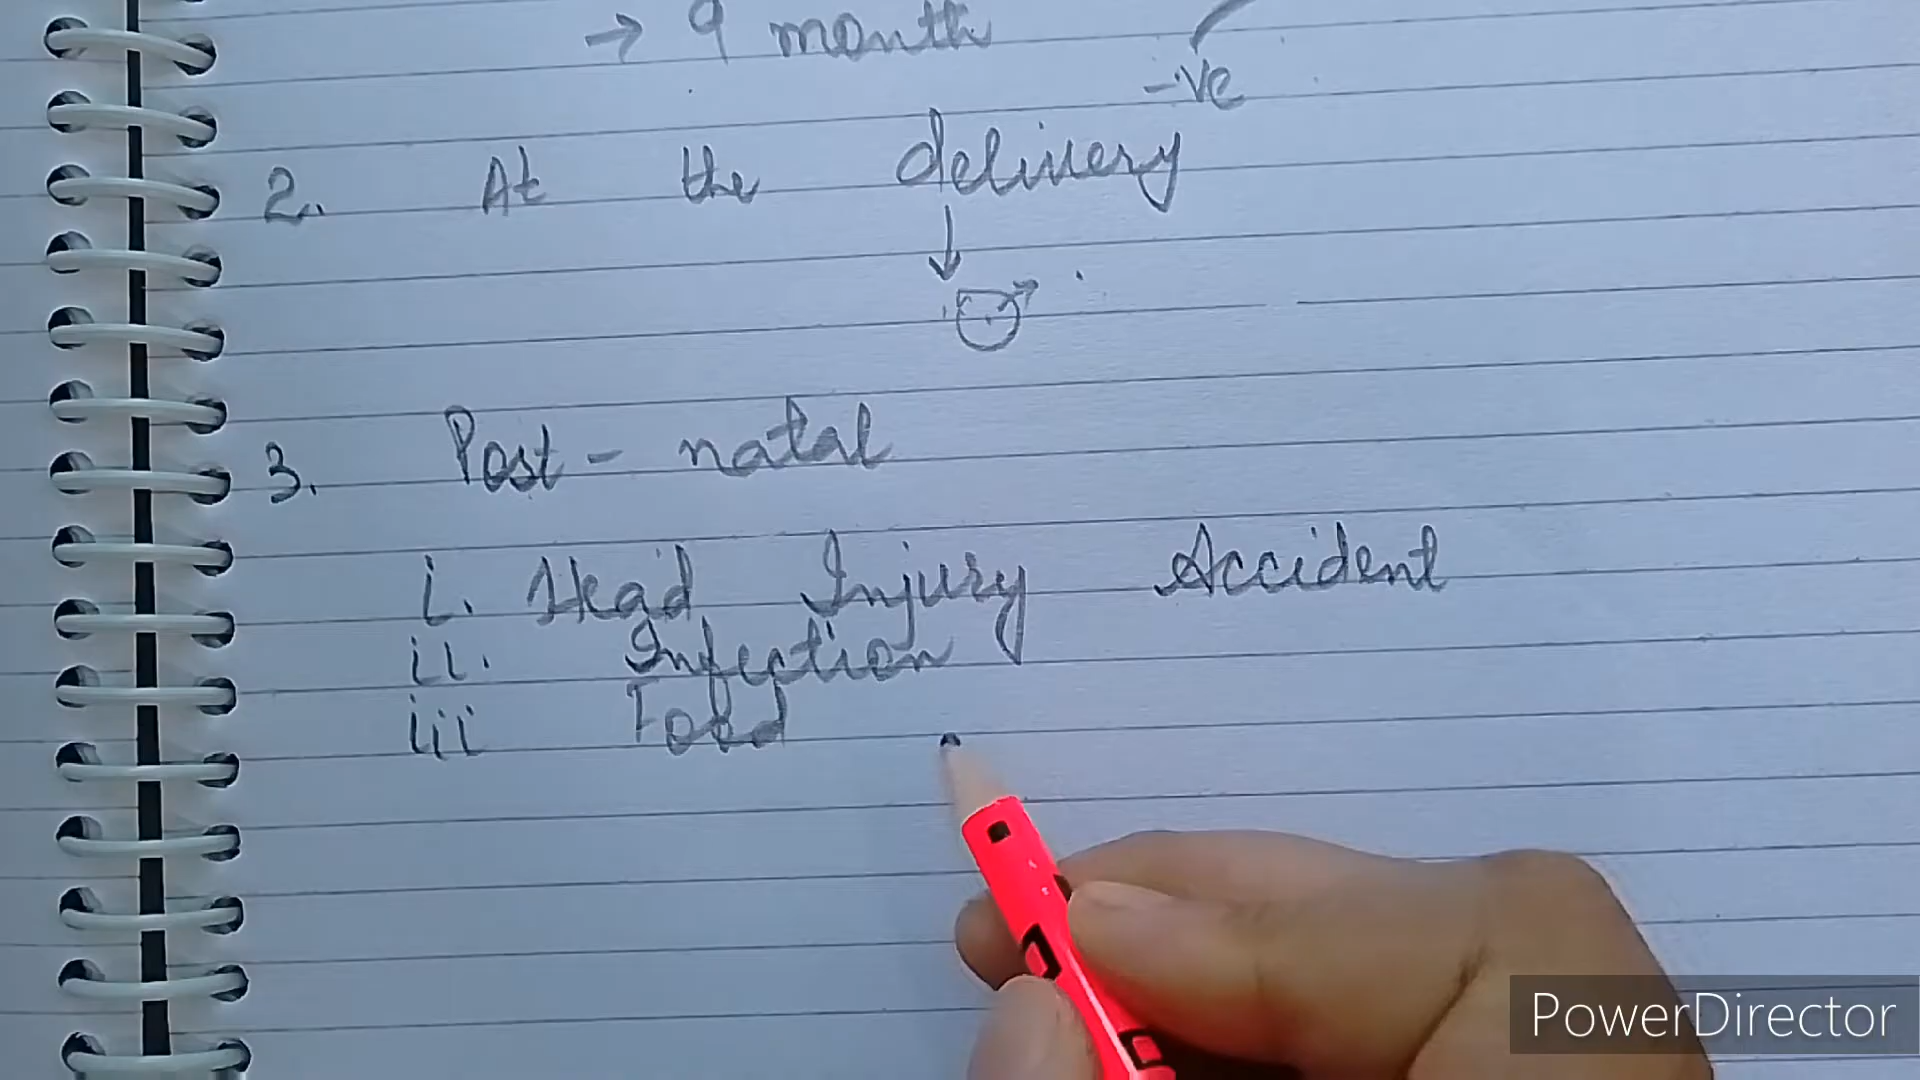 → 9 month
-ve
2. At the delivery
3. Post-natal
i. Head Injury Accident
ii. Infection
iii Food
PowerDirector